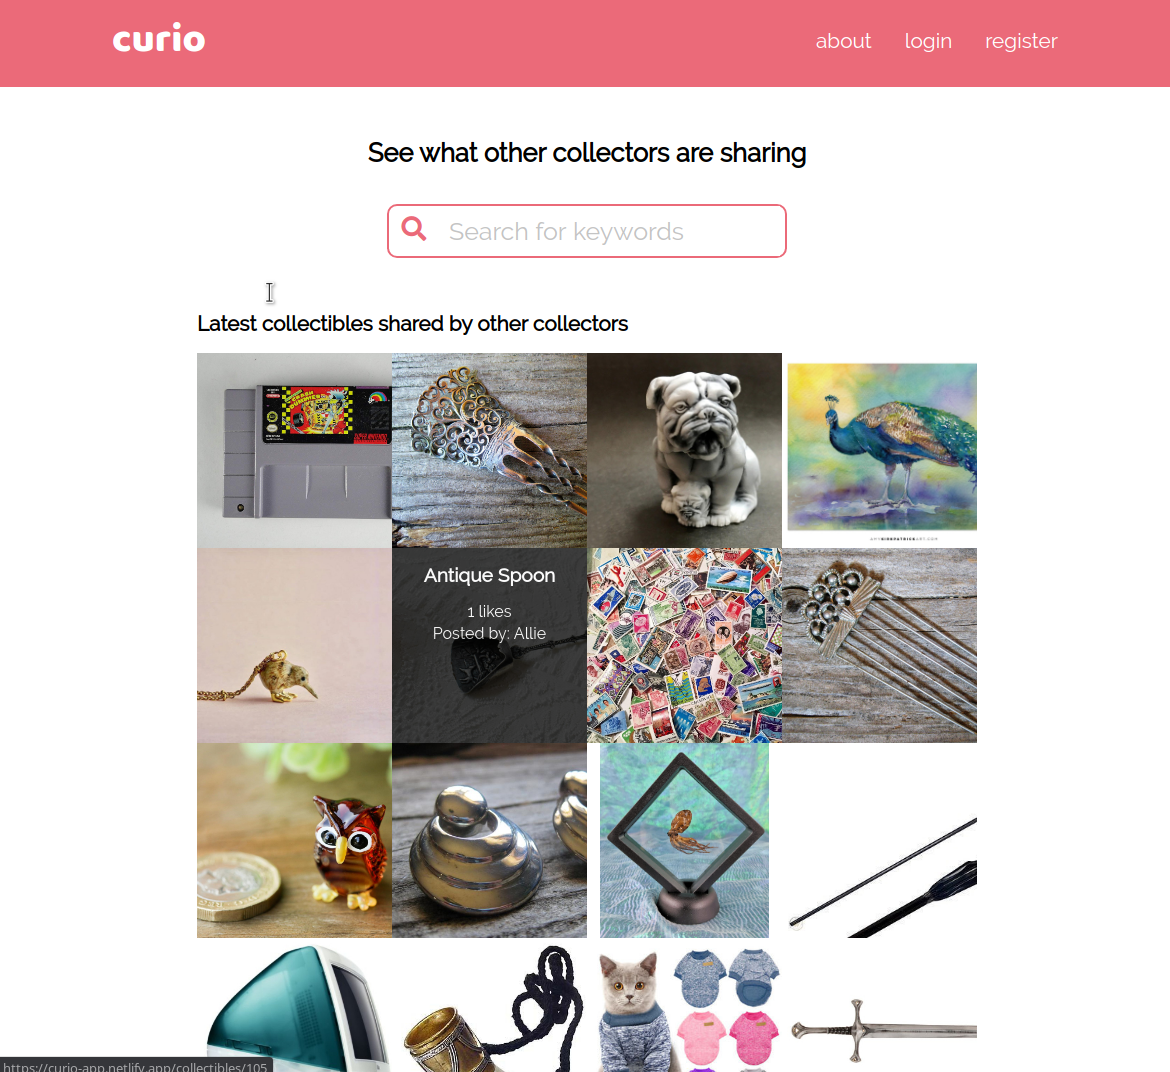 curio
about
login
register
See what other collectors are sharing
Search for keywords
Latest collectibles shared by other collectors
Antique Spoon
1 likes
Posted by: Allie
https://curio-app.netlify.app/collectibles/105